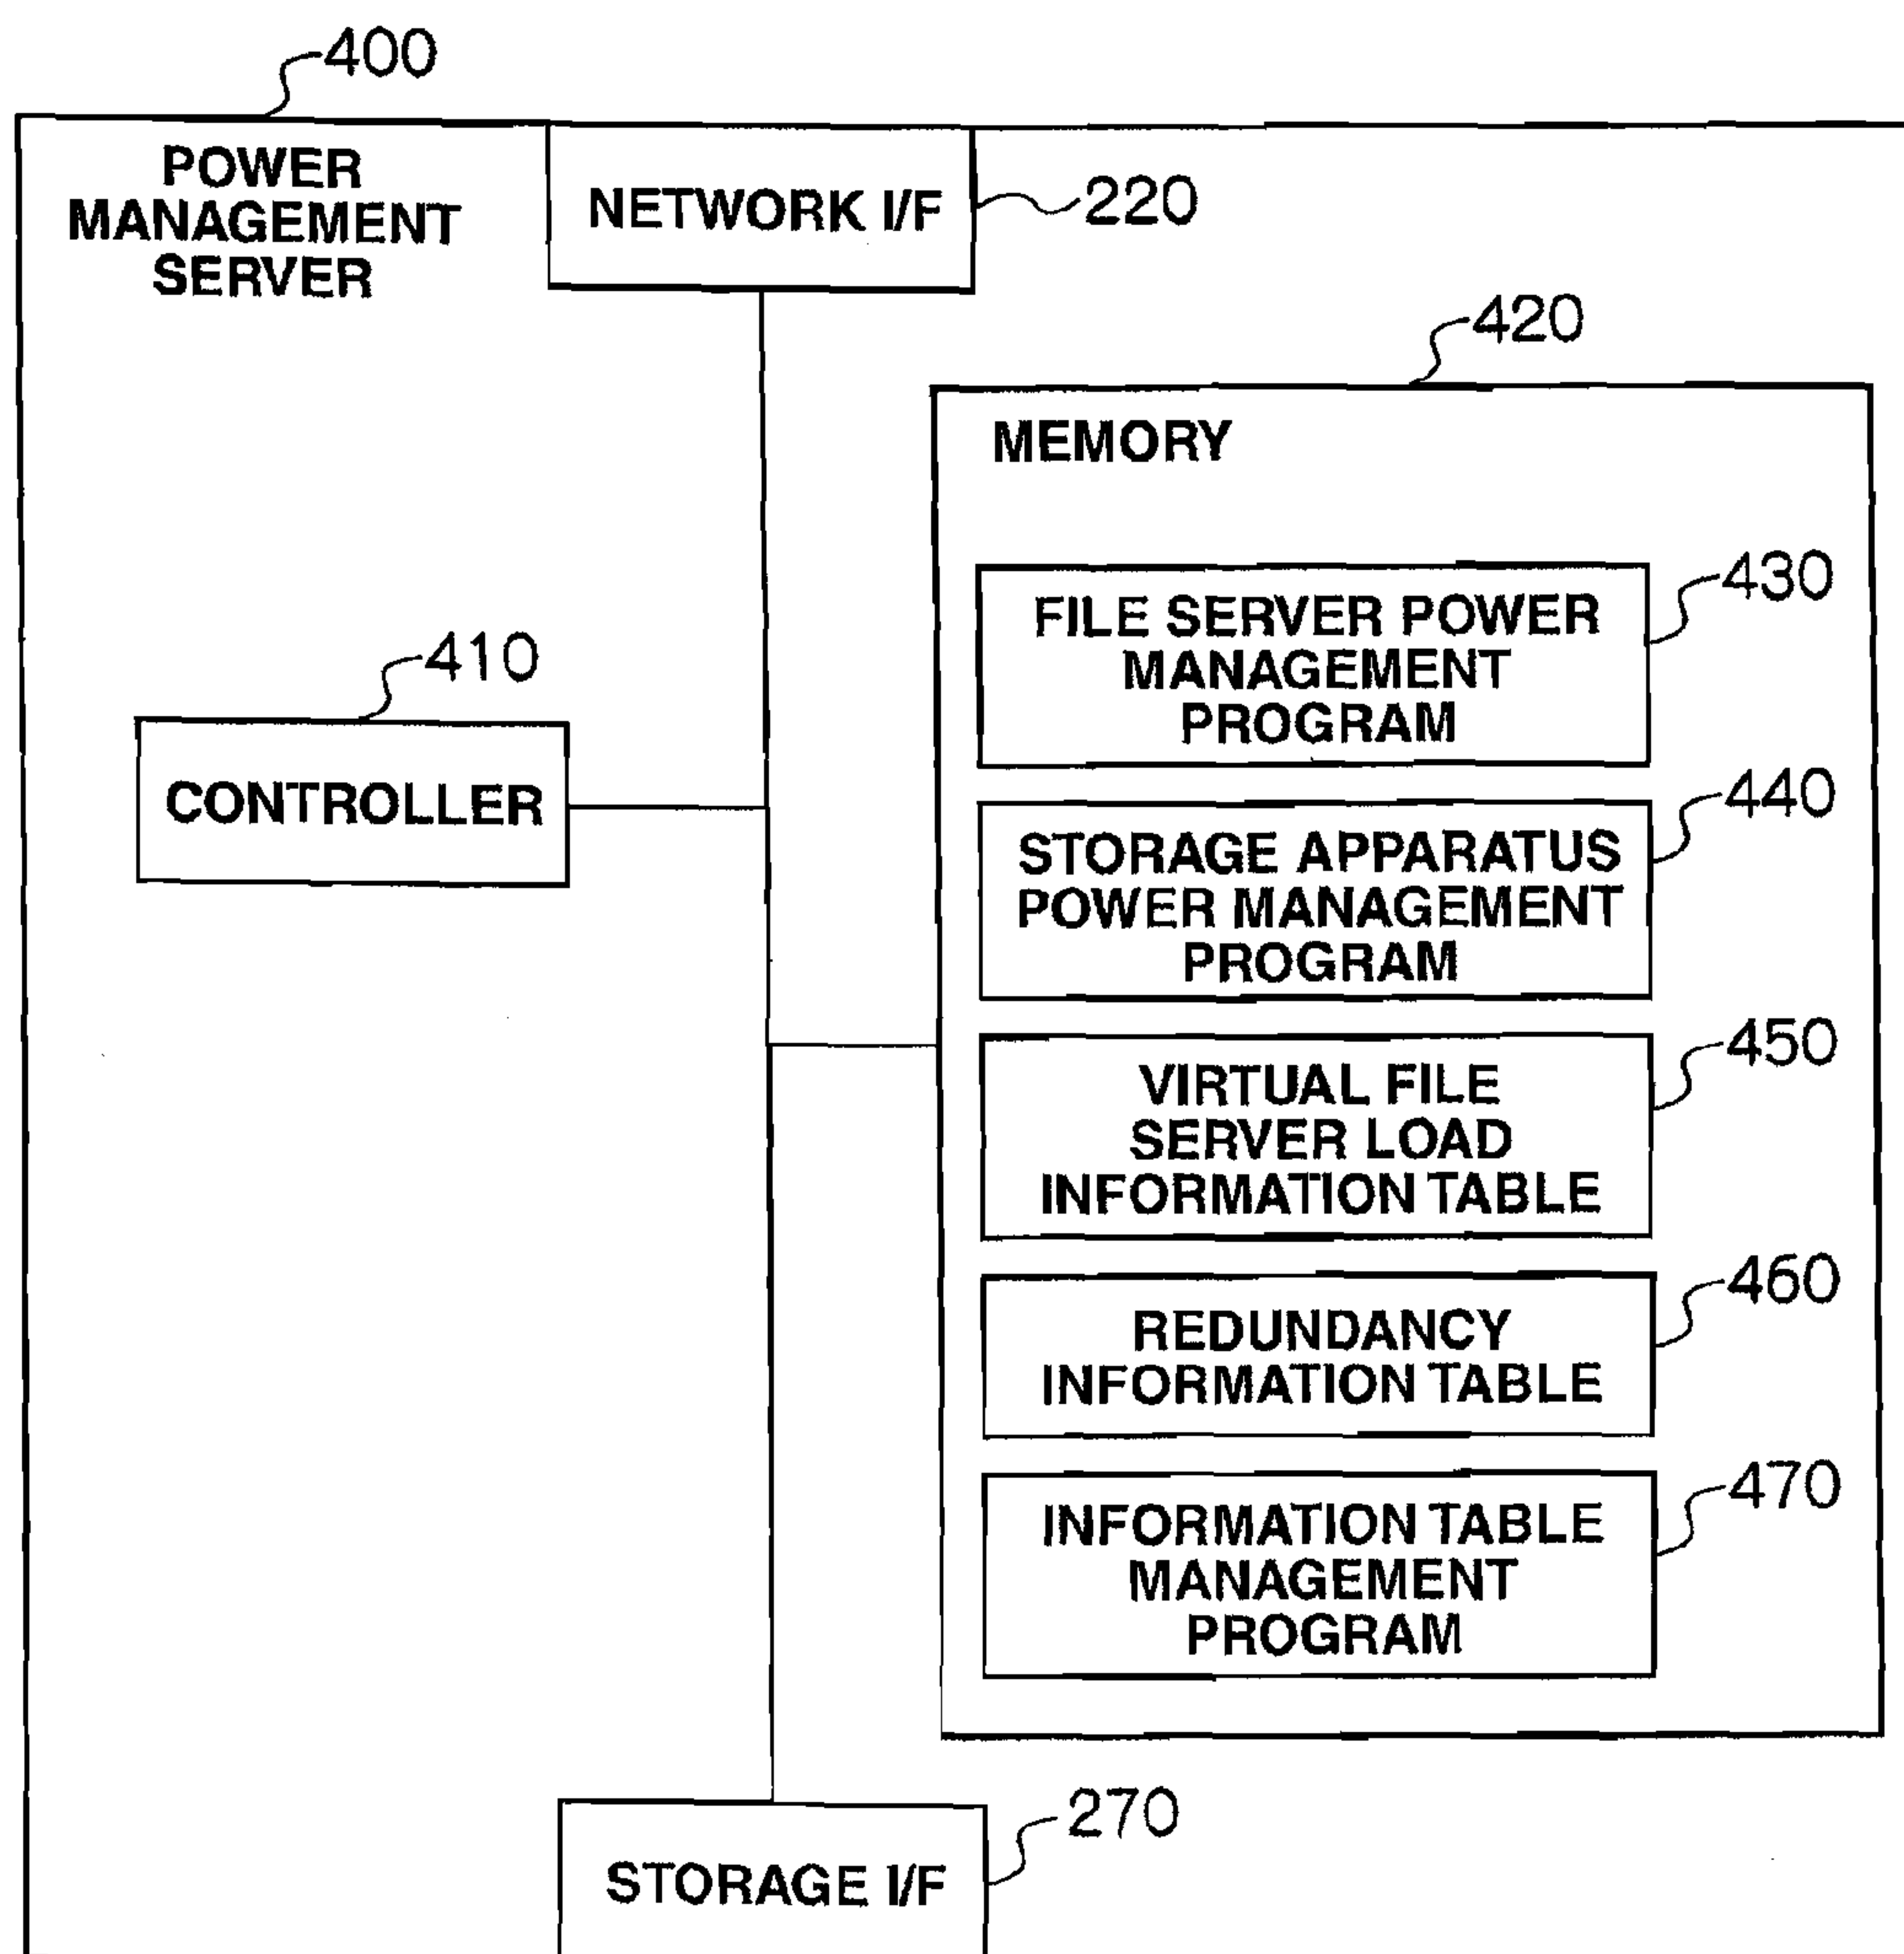 400
POWER
MANAGEMENT
SERVER
NETWORK I/F
220
420
MEMORY
430
FILE SERVER POWER
MANAGEMENT
PROGRAM
410
CONTROLLER
440
STORAGE APPARATUS
POWER MANAGEMENT
PROGRAM
450
VIRTUAL FILE
SERVER LOAD
INFORMATION TABLE
460
REDUNDANCY
INFORMATION TABLE
470
INFORMATION TABLE
MANAGEMENT
PROGRAM
270
STORAGE I/F